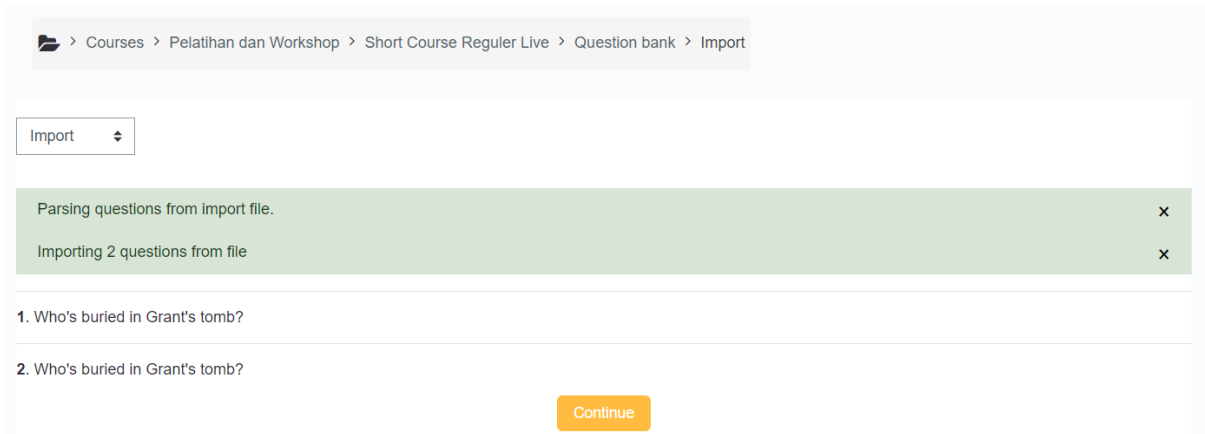 > Courses > Pelatihan dan Workshop > Short Course Reguler Live > Question bank > Import
Import
Parsing questions from import file.
×
Importing 2 questions from file
×
1. Who's buried in Grant's tomb?
2. Who's buried in Grant's tomb?
Continue